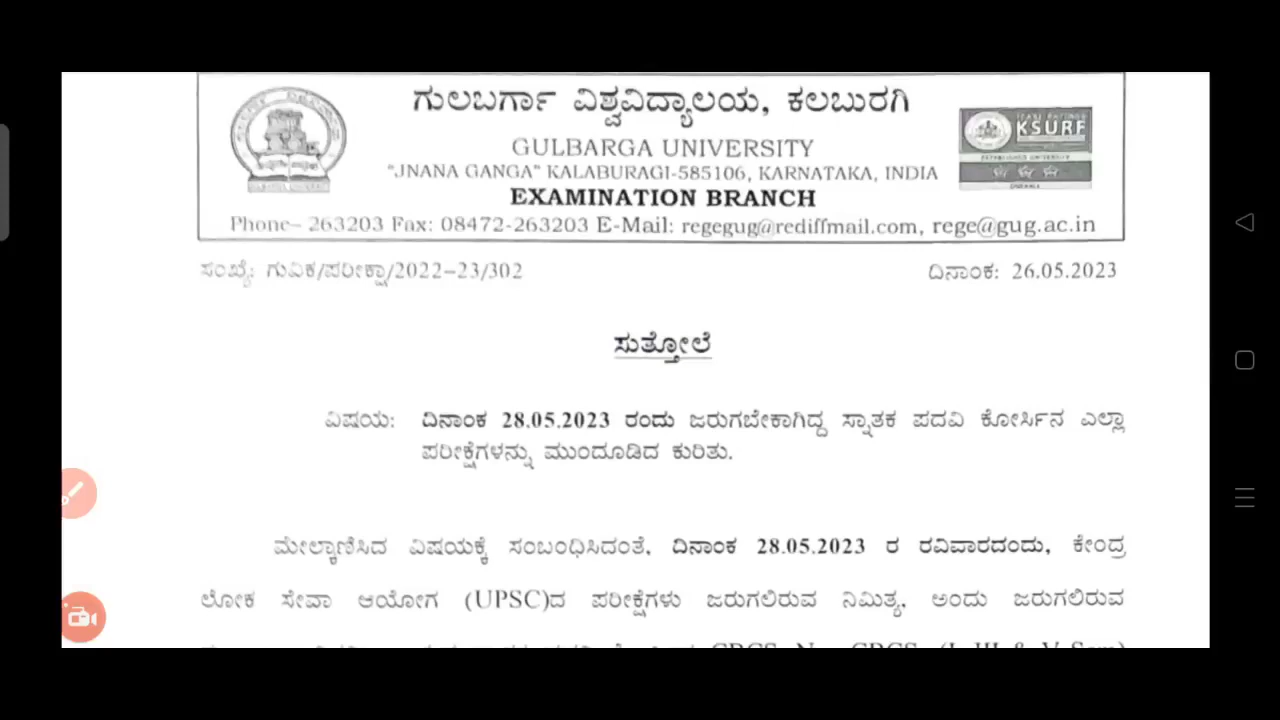 ಗುಲಬರ್ಗಾ ವಿಶ್ವವಿದ್ಯಾಲಯ, ಕಲಬುರಗಿ
GULBARGA UNIVERSITY
"JNANA GANGA" KALABURAGI-585106, KARNATAKA, INDIA
EXAMINATION BRANCH
Phone– 263203 Fax: 08472-263203 E-Mail: regegug@rediffmail.com, rege@gug.ac.in
KSURF
ಸಂಖ್ಯೆ: ಗುವಿಕ/ಪರೀಕ್ಷಾ/2022–23/302 ದಿನಾಂಕ: 26.05.2023
ಸುತ್ತೋಲೆ
ವಿಷಯ: ದಿನಾಂಕ 28.05.2023 ರಂದು ಜರುಗಬೇಕಾಗಿದ್ದ ಸ್ನಾತಕ ಪದವಿ ಕೋರ್ಸಿನ ಎಲ್ಲಾ
ಪರೀಕ್ಷೆಗಳನ್ನು ಮುಂದೂಡಿದ ಕುರಿತು.
ಮೇಲ್ಕಾಣಿಸಿದ ವಿಷಯಕ್ಕೆ ಸಂಬಂಧಿಸಿದಂತೆ, ದಿನಾಂಕ 28.05.2023 ರ ರವಿವಾರದಂದು, ಕೇಂದ್ರ
ಲೋಕ ಸೇವಾ ಆಯೋಗ (UPSC)ದ ಪರೀಕ್ಷೆಗಳು ಜರುಗಲಿರುವ ನಿಮಿತ್ಯ, ಅಂದು ಜರುಗಲಿರುವ